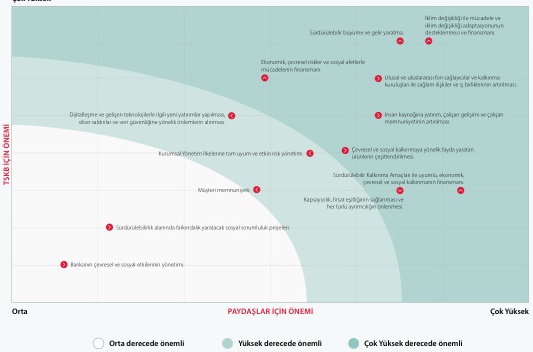 Çok Yüksek
İklim değişikliği ile mücadele ve
iklim değişikliği adaptasyonunun
desteklenmesi ve finansmanı.
Sürdürülebilir büyüme ve gelir yaratma.
Ekonomik, çevresel riskler ve sosyal afetlerle
mücadelenin finansmanı.
Ulusal ve uluslararası fon sağlayıcılar ve kalkınma
kuruluşları ile sağlam ilişkiler ve iş birliklerinin artırılması.
Dijitalleşme ve gelişen teknolojilerle ilgili yeni yatırımlar yapılması,
siber saldırılar ve veri güvenliğine yönelik önlemlerin alınması.
İnsan kaynağına yatırım, çalışan gelişimi ve çalışan
memnuniyetinin artırılması.
Kurumsal Yönetim İlkelerine tam uyum ve etkin risk yönetimi.
Çevresel ve sosyal kalkınmaya yönelik fayda yaratan
ürünlerin çeşitlendirilmesi.
Sürdürülebilir Kalkınma Amaçları ile uyumlu, ekonomik,
çevresel ve sosyal kalkınmanın finansmanı.
Müşteri memnuniyeti.
Kapsayıcılık, fırsat eşitliğinin sağlanması ve
her türlü ayrımcılığın önlenmesi.
Sürdürülebilirlik alanında farkındalık yaratacak sosyal sorumluluk projeleri.
Bankanın çevresel ve sosyal etkilerinin yönetimi.
TSKB İÇİN ÖNEMİ
Orta
PAYDAŞLAR İÇİN ÖNEMİ
Çok Yüksek
Orta derecede önemli
Yüksek derecede önemli
Çok Yüksek derecede önemli